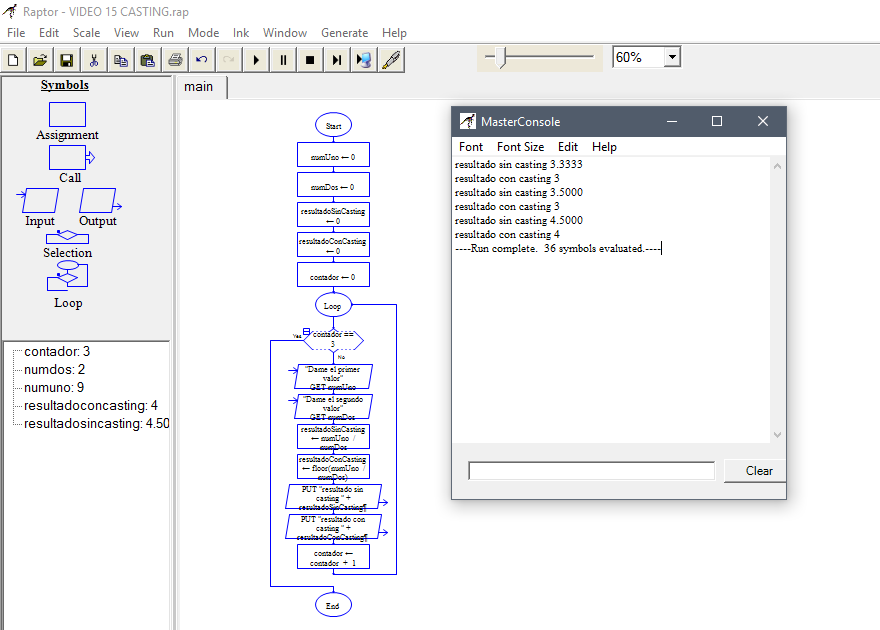 Raptor - VIDEO 15 CASTING.rap
File Edit Scale View Run Mode Ink Window Generate Help
60%
Symbols
Assignment
Call
Input Output
Selection
Loop
contador: 3
numdos: 2
numuno: 9
resultadoconcasting: 4
resultadosincasting: 4.50
main
Start
numUno ← 0
numDos ← 0
resultadoSinCasting
← 0
resultadoConCasting
← 0
contador ← 0
Loop
Yes
contador ==
3
No
"Dame el primer
valor"
GET numUno
"Dame el segundo
valor"
GET numDos
resultadoSinCasting
← numUno /
numDos
resultadoConCasting
← floor(numUno /
numDos)
PUT "resultado sin
casting " +
resultadoSinCasting¶
PUT "resultado con
casting " +
resultadoConCasting¶
contador ←
contador + 1
End
MasterConsole
Font Font Size Edit Help
resultado sin casting 3.3333
resultado con casting 3
resultado sin casting 3.5000
resultado con casting 3
resultado sin casting 4.5000
resultado con casting 4
----Run complete. 36 symbols evaluated.----
Clear